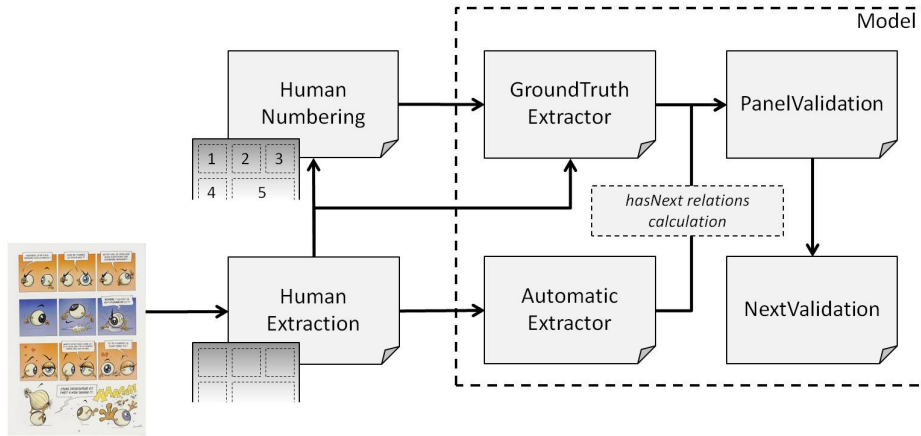 Model
Human
Numbering
GroundTruth
Extractor
PanelValidation
1 2 3
4 5
hasNext relations
calculation
Human
Extraction
Automatic
Extractor
NextValidation